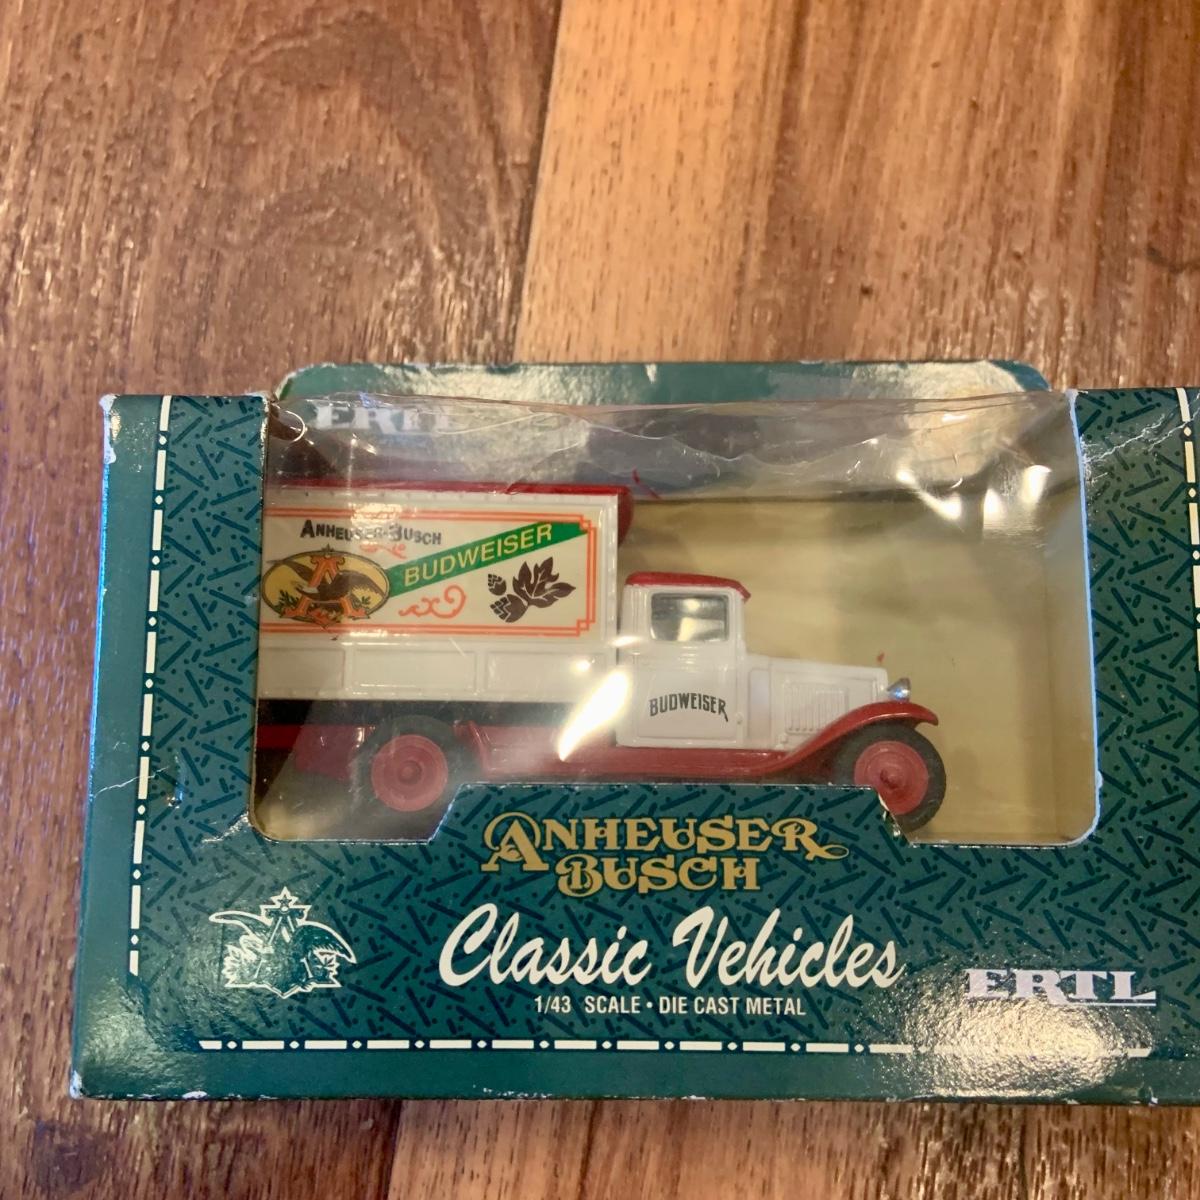 ERTL
ANHEUSER-BUSCH
BUDWEISER
BUDWEISER
ANHEUSER
BUSCH
Classic Vehicles
1/43 SCALE • DIE CAST METAL
ERTL